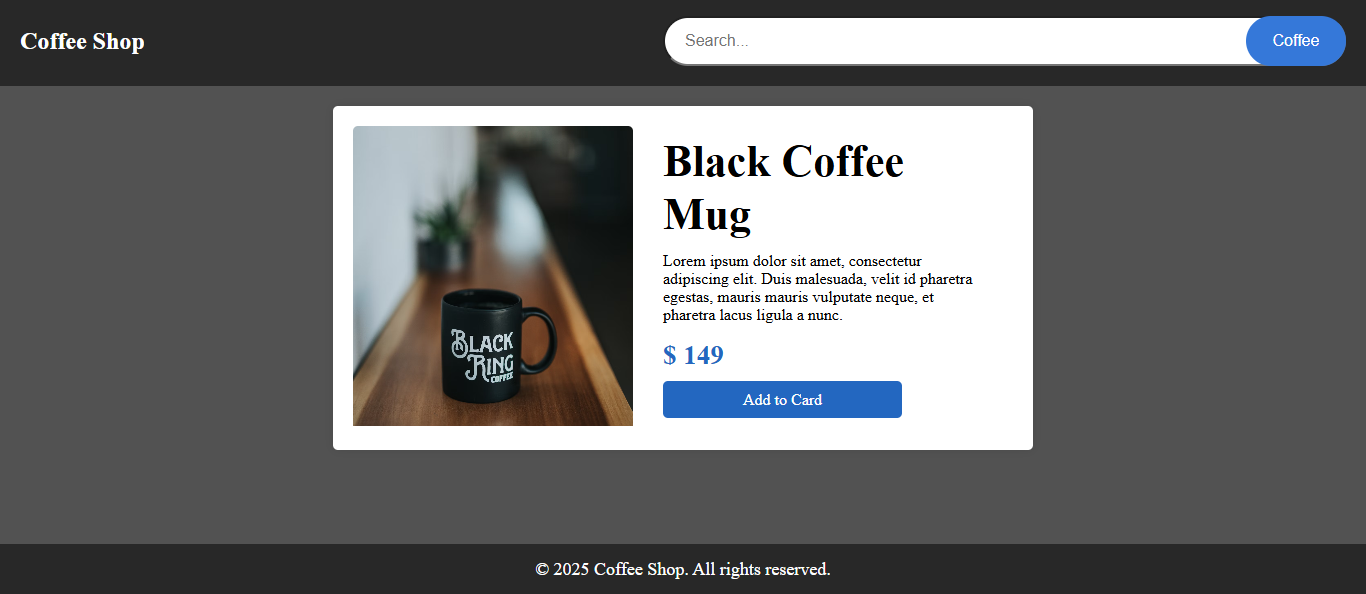 Coffee Shop
Search...
Coffee
BLACK
RING
COFFEE
Black Coffee
Mug
Lorem ipsum dolor sit amet, consectetur
adipiscing elit. Duis malesuada, velit id pharetra
egestas, mauris mauris vulputate neque, et
pharetra lacus ligula a nunc.
$ 149
Add to Card
© 2025 Coffee Shop. All rights reserved.